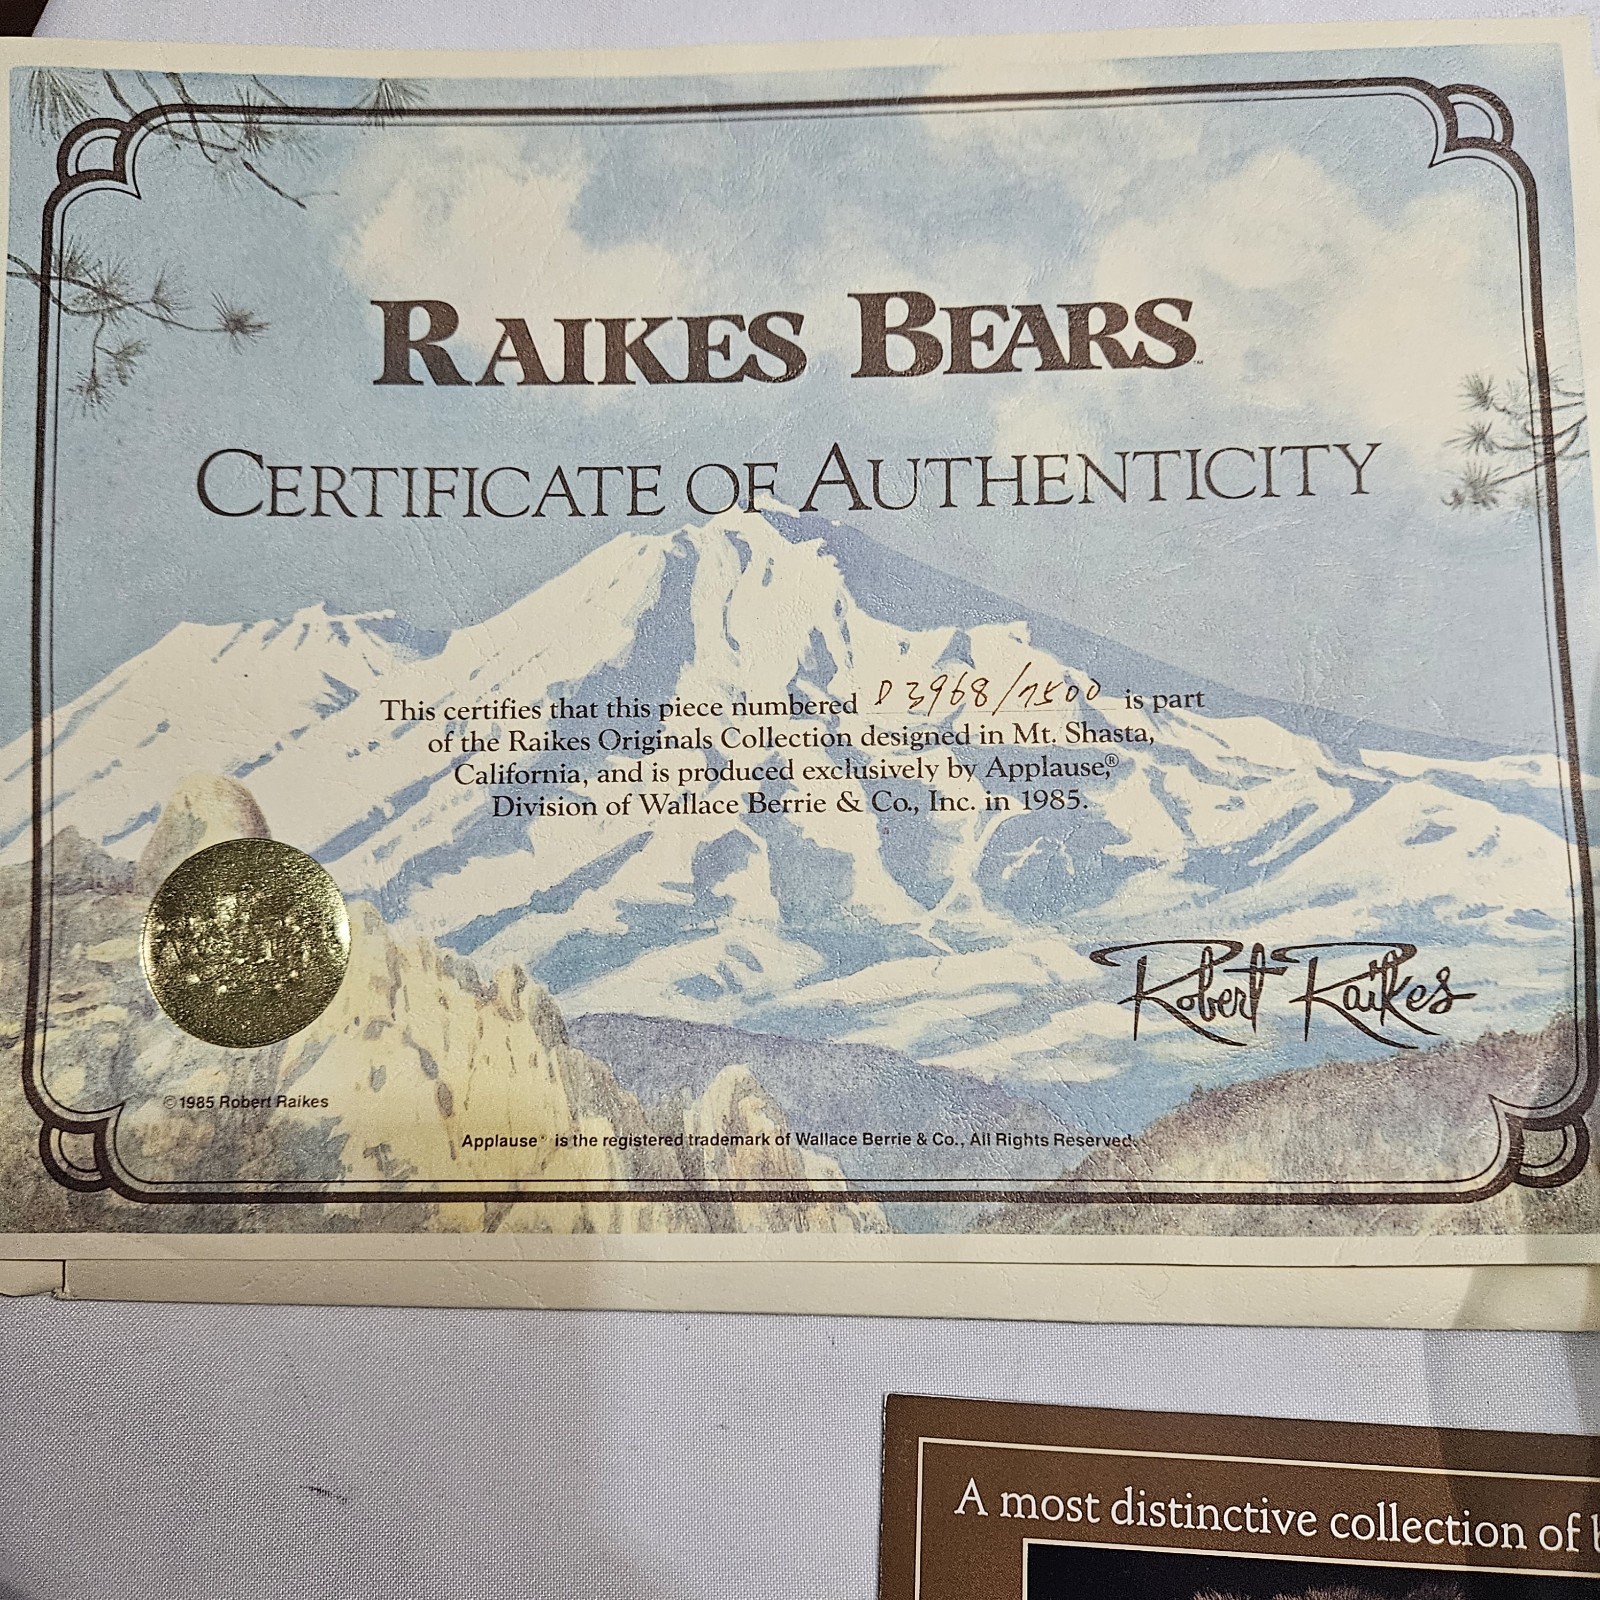 RAIKES BEARS
CERTIFICATE OF AUTHENTICITY
This certifies that this piece numbered D3968/7500 is part
of the Raikes Originals Collection designed in Mt. Shasta,
California, and is produced exclusively by Applause,®
Division of Wallace Berrie & Co., Inc. in 1985.
Robert Raikes
©1985 Robert Raikes
Applause® is the registered trademark of Wallace Berrie & Co., All Rights Reserved.
A most distinctive collection of